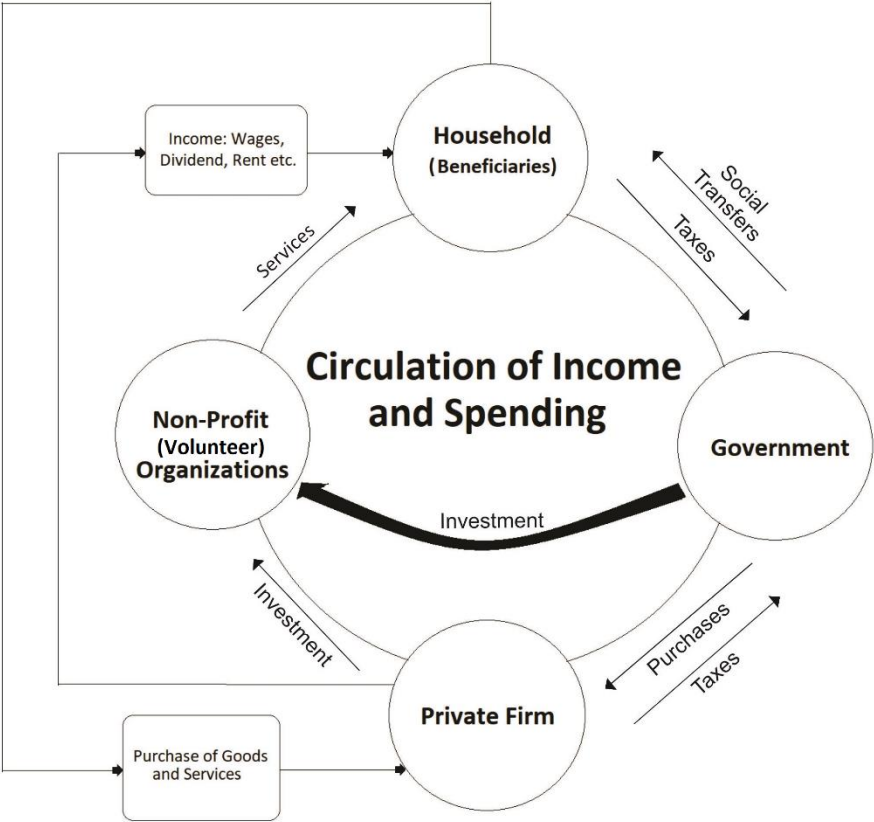 Household
(Beneficiaries)
Income: Wages,
Dividend, Rent etc.
Social
Transfers
Taxes
Services
Circulation of Income
and Spending
Non-Profit
(Volunteer)
Organizations
Government
Investment
Investment
Purchases
Taxes
Private Firm
Purchase of Goods
and Services